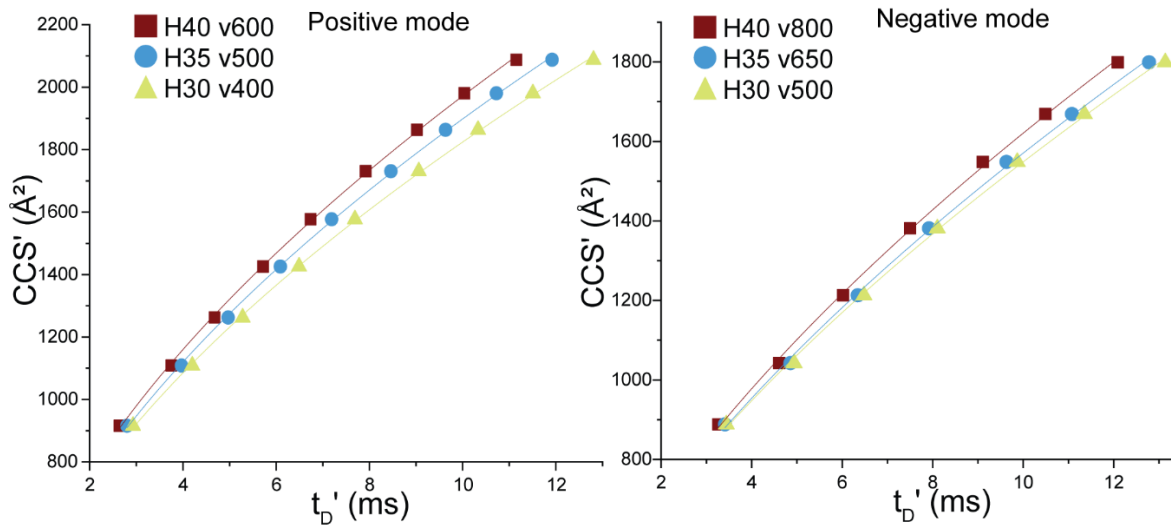 Positive mode
H40 v600
H35 v500
H30 v400
CCS' (Å²)
2200
2000
1800
1600
1400
1200
1000
800
2 4 6 8 10 12
t_D' (ms)
Negative mode
H40 v800
H35 v650
H30 v500
CCS' (Å²)
1800
1600
1400
1200
1000
800
2 4 6 8 10 12
t_D' (ms)